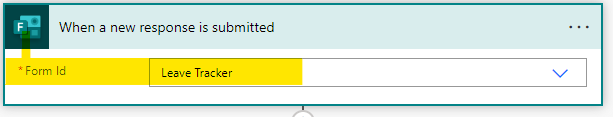 When a new response is submitted
* Form Id
Leave Tracker